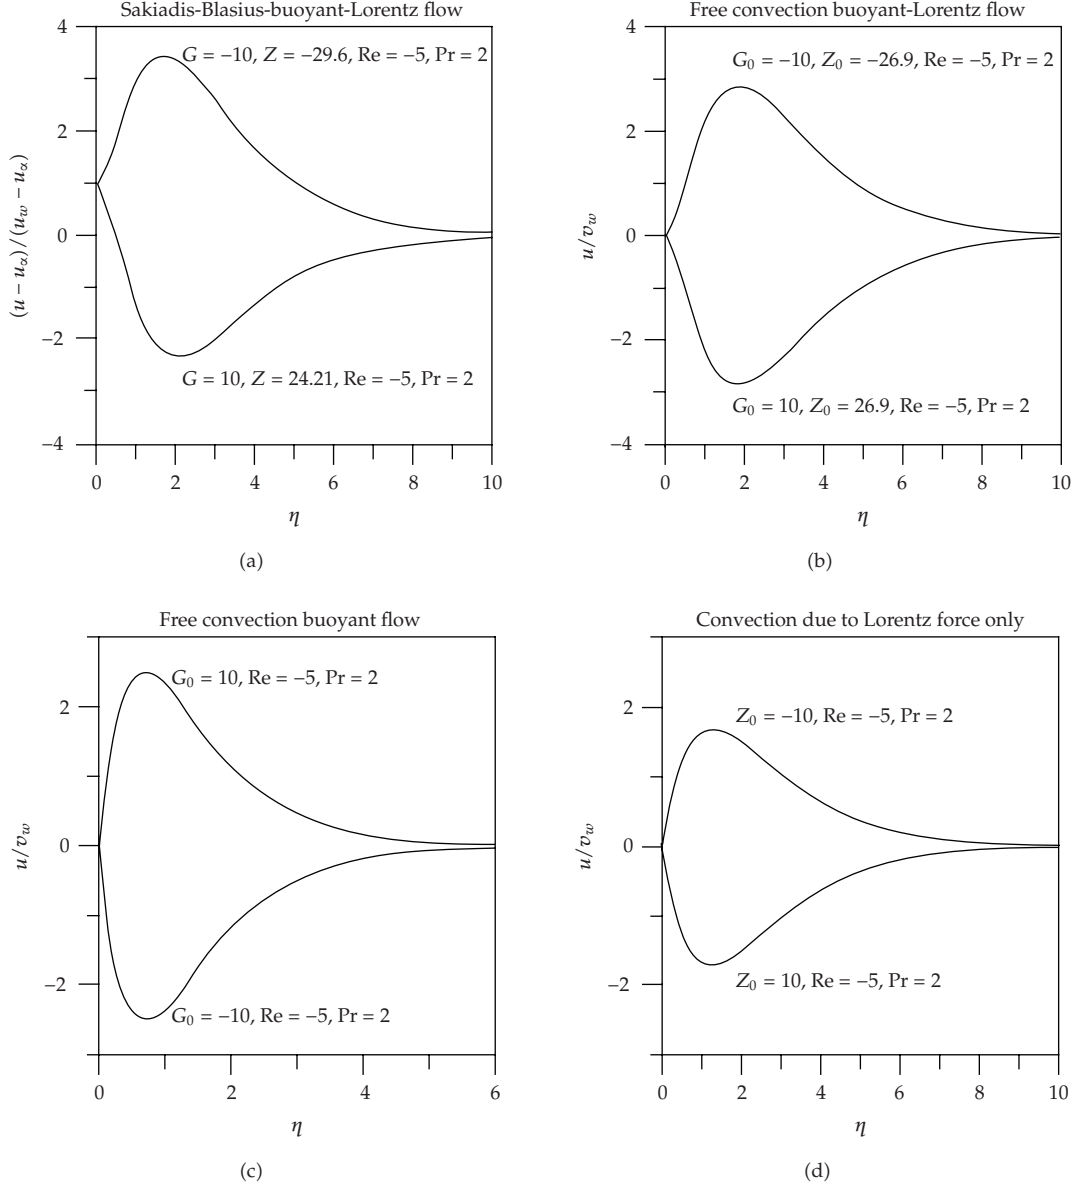 Sakiadis-Blasius-buoyant-Lorentz flow
4
2
0
−2
−4
(u − uα)/(uw − uα)
G = −10, Z = −29.6, Re = −5, Pr = 2
G = 10, Z = 24.21, Re = −5, Pr = 2
0 2 4 6 8 10
η
(a)
Free convection buoyant-Lorentz flow
4
2
0
−2
−4
u/vw
G0 = −10, Z0 = −26.9, Re = −5, Pr = 2
G0 = 10, Z0 = 26.9, Re = −5, Pr = 2
0 2 4 6 8 10
η
(b)
Free convection buoyant flow
2
0
−2
u/vw
G0 = 10, Re = −5, Pr = 2
G0 = −10, Re = −5, Pr = 2
0 2 4 6
η
(c)
Convection due to Lorentz force only
2
0
−2
u/vw
Z0 = −10, Re = −5, Pr = 2
Z0 = 10, Re = −5, Pr = 2
0 2 4 6 8 10
η
(d)